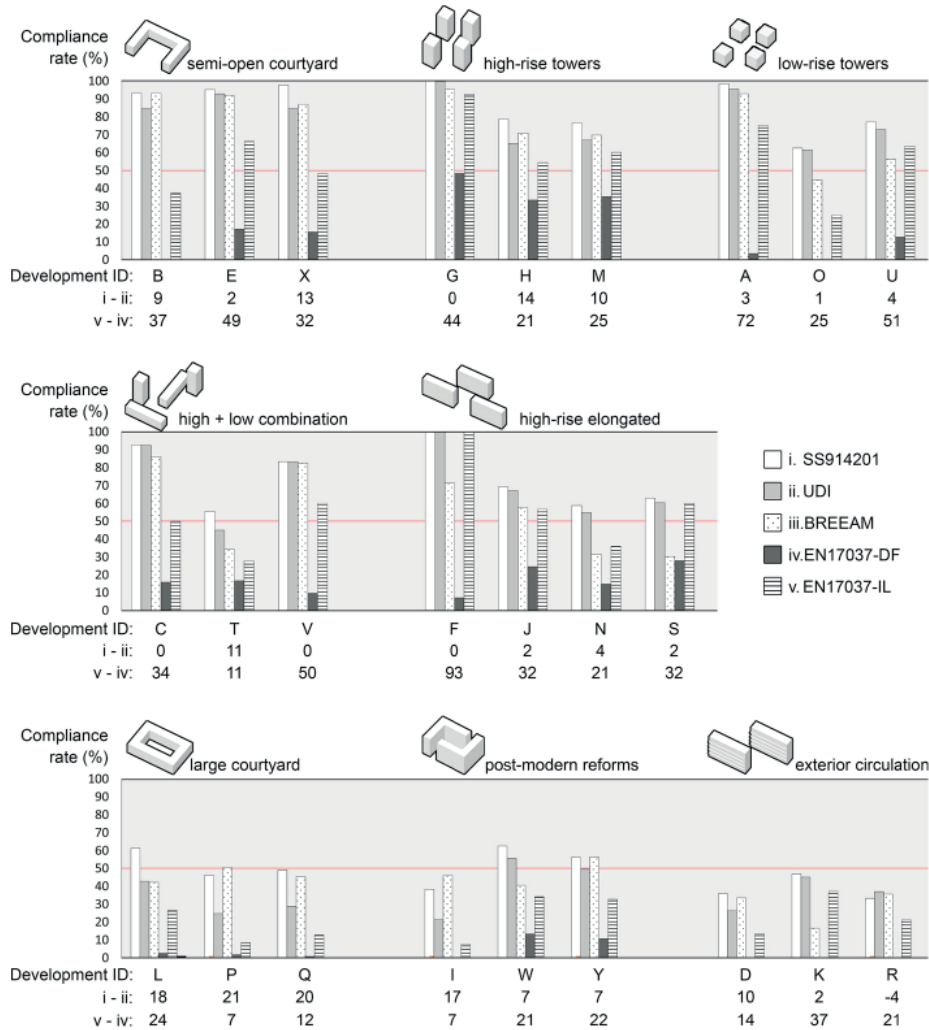 Compliance
rate (%)
semi-open courtyard
high-rise towers
low-rise towers
100
90
80
70
60
50
40
30
20
10
0
Development ID: B E X G H M A O U
i - ii: 9 2 13 0 14 10 3 1 4
v - iv: 37 49 32 44 21 25 72 25 51
Compliance
rate (%)
high + low combination
high-rise elongated
100
90
80
70
60
50
40
30
20
10
0
i. SS914201
ii. UDI
iii.BREEAM
iv.EN17037-DF
v. EN17037-IL
Development ID: C T V F J N S
i - ii: 0 11 0 0 2 4 2
v - iv: 34 11 50 93 32 21 32
Compliance
rate (%)
large courtyard
post-modern reforms
exterior circulation
100
90
80
70
60
50
40
30
20
10
0
Development ID: L P Q I W Y D K R
i - ii: 18 21 20 17 7 7 10 2 -4
v - iv: 24 7 12 7 21 22 14 37 21